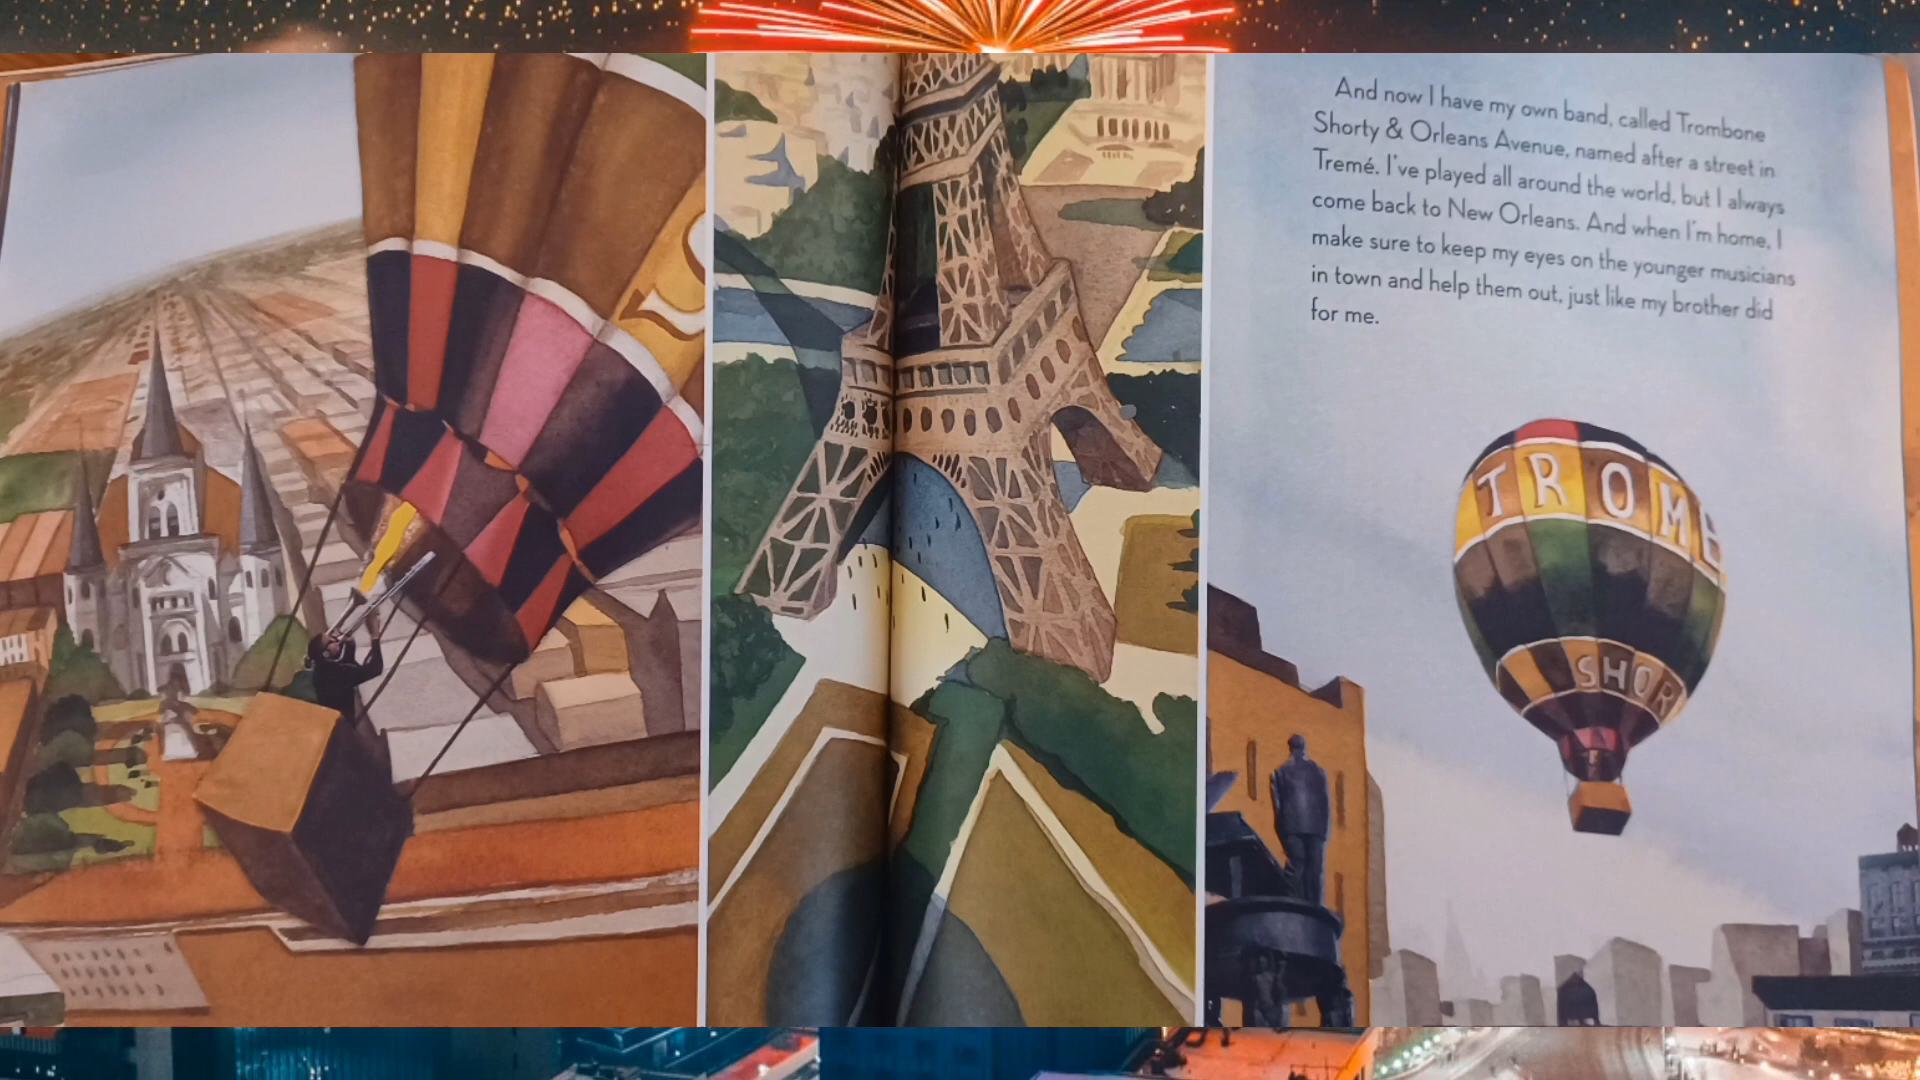 And now I have my own band, called Trombone
Shorty & Orleans Avenue, named after a street in
Tremé. I've played all around the world, but I always
come back to New Orleans. And when I'm home, I
make sure to keep my eyes on the younger musicians
in town and help them out, just like my brother did
for me.
TROMB
SHOR